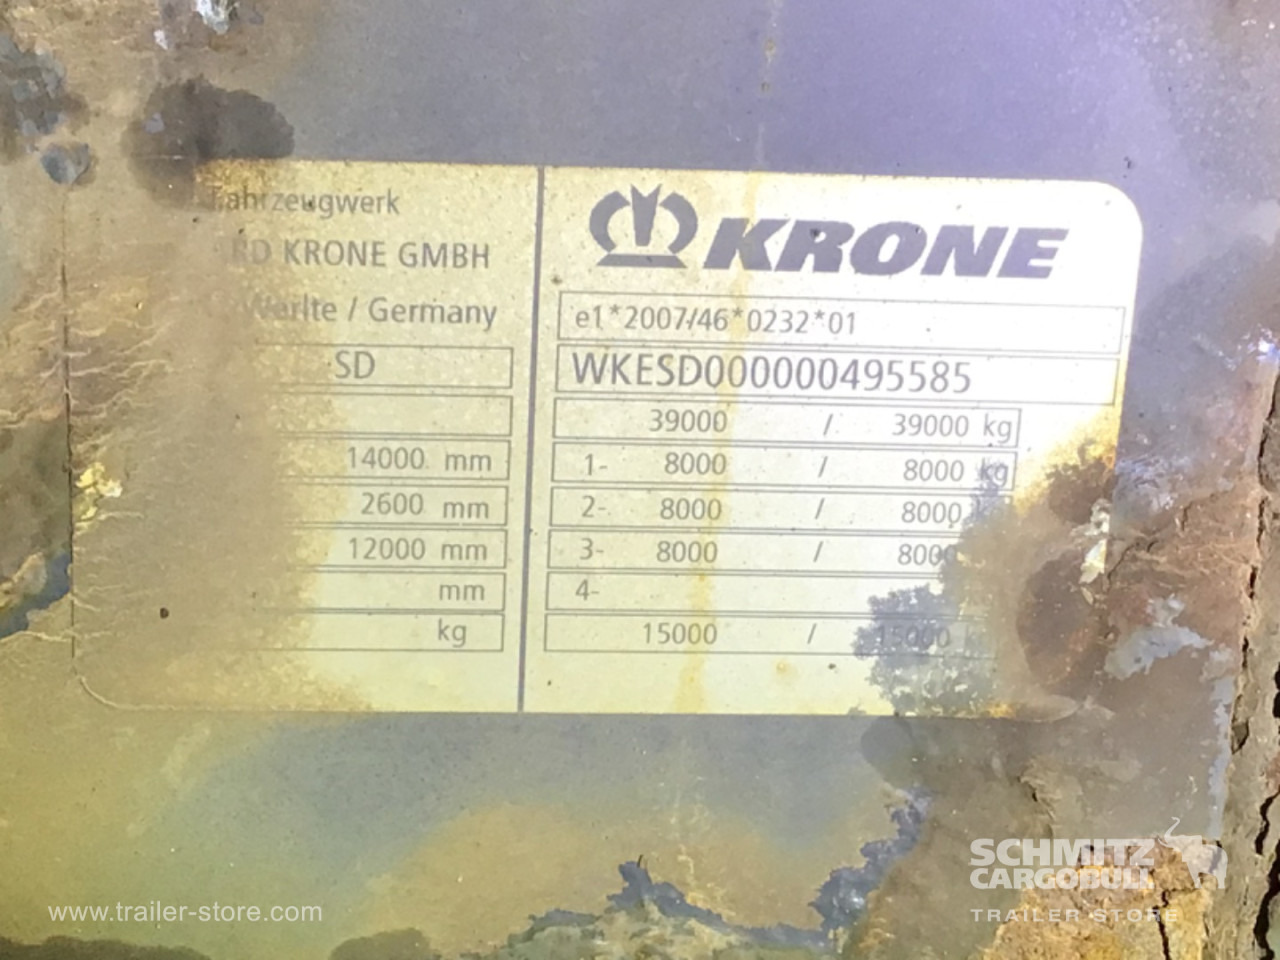 Fahrzeugwerk
RD KRONE GMBH
Werlte / Germany
SD
14000 mm
2600 mm
12000 mm
mm
kg
KRONE
e1*2007/46*0232*01
WKESD000000495585
39000 / 39000 kg
1- 8000 / 8000 kg
2- 8000 / 8000
3- 8000 / 8000
4-
15000 / 15000 k
SCHMITZ
CARGOBULL
TRAILER STORE
www.trailer-store.com